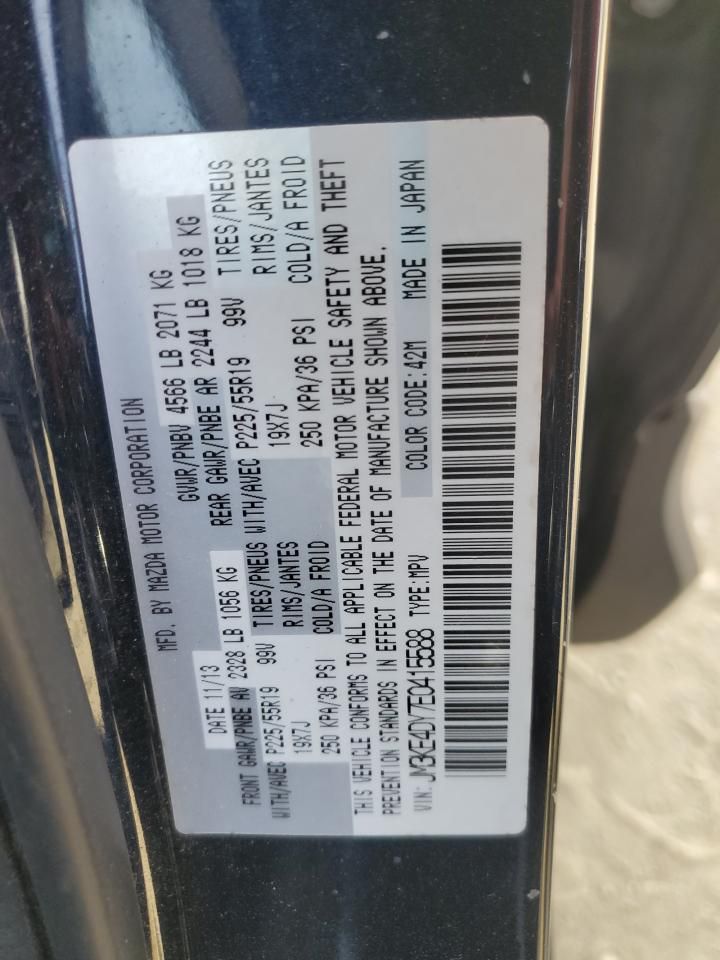 MFD. BY MAZDA MOTOR CORPORATION
DATE 11/13 GVWR/PNBV 4566 LB 2071 KG
FRONT GAWR/PNBE AV 2328 LB 1056 KG REAR GAWR/PNBE AR 2244 LB 1018 KG
WITH/AVEC P225/55R19 99V TIRES/PNEUS WITH/AVEC P225/55R19 99V TIRES/PNEUS
19X7J RIMS/JANTES 19X7J RIMS/JANTES
250 KPA/36 PSI COLD/A FROID 250 KPA/36 PSI COLD/A FROID
THIS VEHICLE CONFORMS TO ALL APPLICABLE FEDERAL MOTOR VEHICLE SAFETY AND THEFT
PREVENTION STANDARDS IN EFFECT ON THE DATE OF MANUFACTURE SHOWN ABOVE.
VIN: JM3KE4DY7E0415588 TYPE:MPV COLOR CODE:42M MADE IN JAPAN